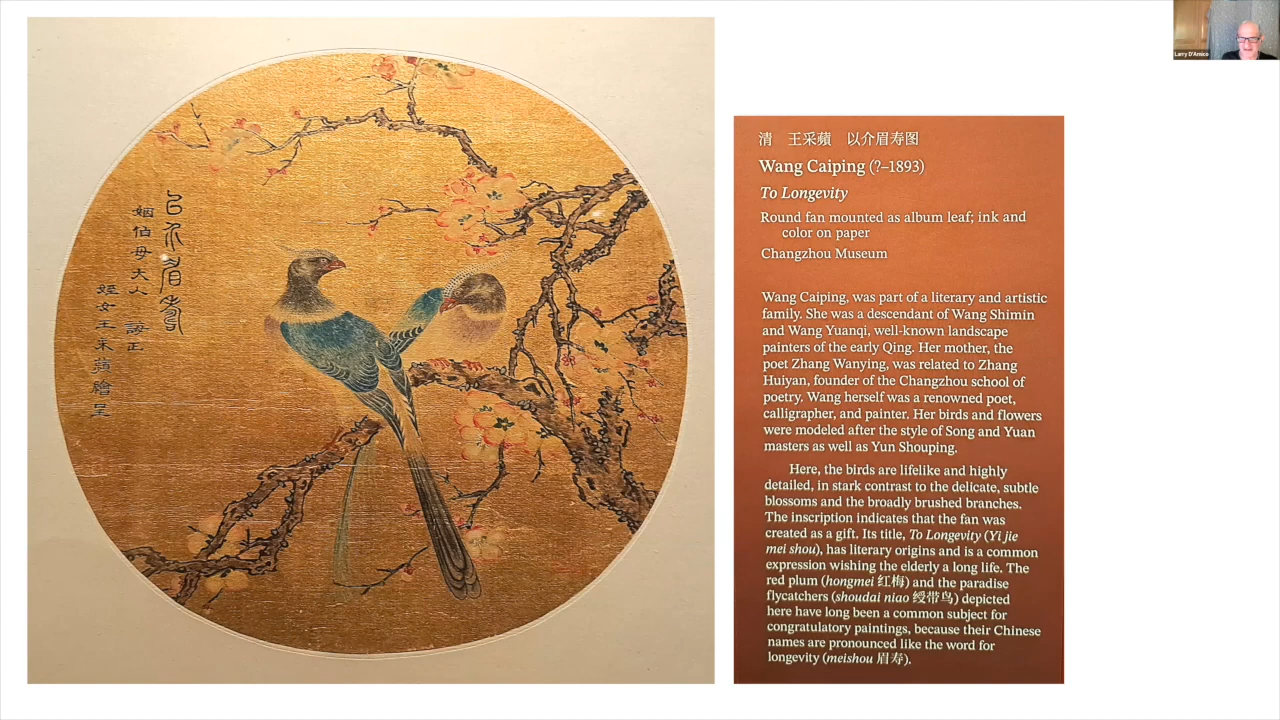 以介眉壽
姻伯母大人 誨正
姪女王采蘋繪呈
清 王采蘋 以介眉寿图
Wang Caiping (?–1893)
To Longevity
Round fan mounted as album leaf; ink and
color on paper
Changzhou Museum
Wang Caiping, was part of a literary and artistic
family. She was a descendant of Wang Shimin
and Wang Yuanqi, well-known landscape
painters of the early Qing. Her mother, the
poet Zhang Wanying, was related to Zhang
Huiyan, founder of the Changzhou school of
poetry. Wang herself was a renowned poet,
calligrapher, and painter. Her birds and flowers
were modeled after the style of Song and Yuan
masters as well as Yun Shouping.
Here, the birds are lifelike and highly
detailed, in stark contrast to the delicate, subtle
blossoms and the broadly brushed branches.
The inscription indicates that the fan was
created as a gift. Its title, To Longevity (Yi jie
mei shou), has literary origins and is a common
expression wishing the elderly a long life. The
red plum (hongmei 红梅) and the paradise
flycatchers (shoudai niao 绶带鸟) depicted
here have long been a common subject for
congratulatory paintings, because their Chinese
names are pronounced like the word for
longevity (meishou 眉寿).
Larry D'Amico